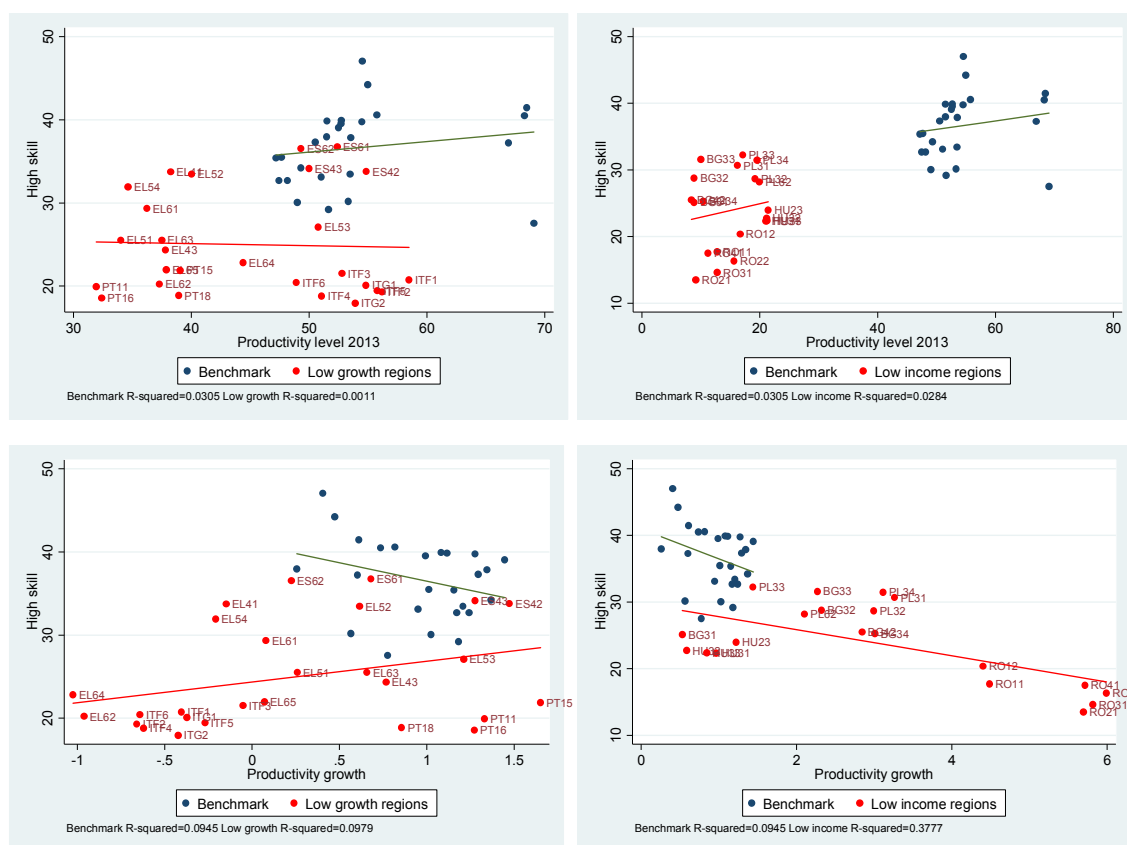 High skill
50
40
30
20
ES62
ES61
EL52
ES43
ES42
EL54
EL61
EL53
EL51
EL63
EL43
EL64
PT15
ITF3
ITF1
EL62
ITF6
ITG1
PT11
PT16
PT18
ITF4
ITG2
30
40
50
60
70
Productivity level 2013
Benchmark
Low growth regions
Benchmark R-squared=0.0305 Low growth R-squared=0.0011
High skill
50
40
30
20
10
PL33
BG33
PL34
PL31
BG32
PL32
PL62
HU23
RO12
RO11
RO22
RO31
RO21
0
20
40
60
80
Productivity level 2013
Benchmark
Low income regions
Benchmark R-squared=0.0305 Low income R-squared=0.0284
High skill
50
40
30
20
ES62
ES61
EL41
EL52
ES43
ES42
EL54
EL61
EL53
EL51
EL63
EL43
EL64
EL65
ITF3
PT15
EL62
ITF6
ITF1
ITG1
ITF5
PT11
ITF4
ITG2
PT18
PT16
-1
-.5
0
.5
1
1.5
Productivity growth
Benchmark
Low growth regions
Benchmark R-squared=0.0945 Low growth R-squared=0.0979
High skill
50
40
30
20
10
PL33
BG33
PL34
PL31
PL62
BG32
PL32
BG31
BG34
HU23
HU31
RO12
RO11
RO41
RO
RO31
RO21
0
2
4
6
Productivity growth
Benchmark
Low income regions
Benchmark R-squared=0.0945 Low income R-squared=0.3777